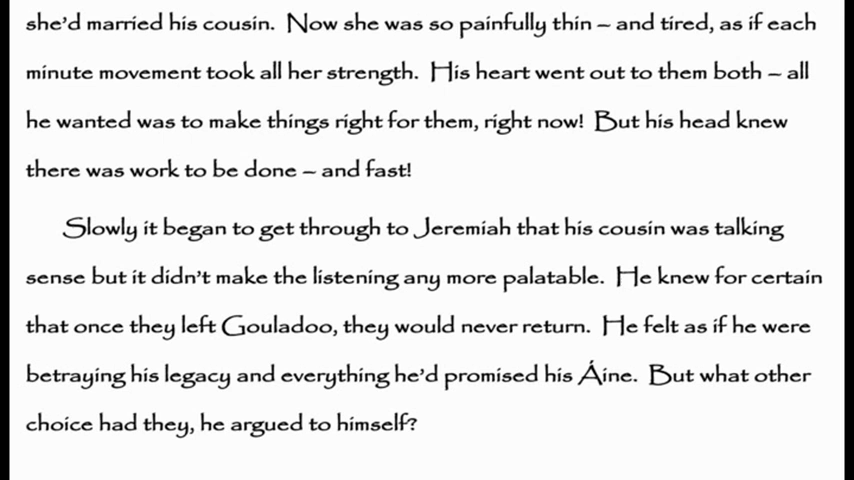 she'd married his cousin.  Now she was so painfully thin – and tired, as if each
minute movement took all her strength.  His heart went out to them both – all
he wanted was to make things right for them, right now!  But his head knew
there was work to be done – and fast!
Slowly it began to get through to Jeremiah that his cousin was talking
sense but it didn't make the listening any more palatable.  He knew for certain
that once they left Gouladoo, they would never return.  He felt as if he were
betraying his legacy and everything he'd promised his Áine.  But what other
choice had they, he argued to himself?